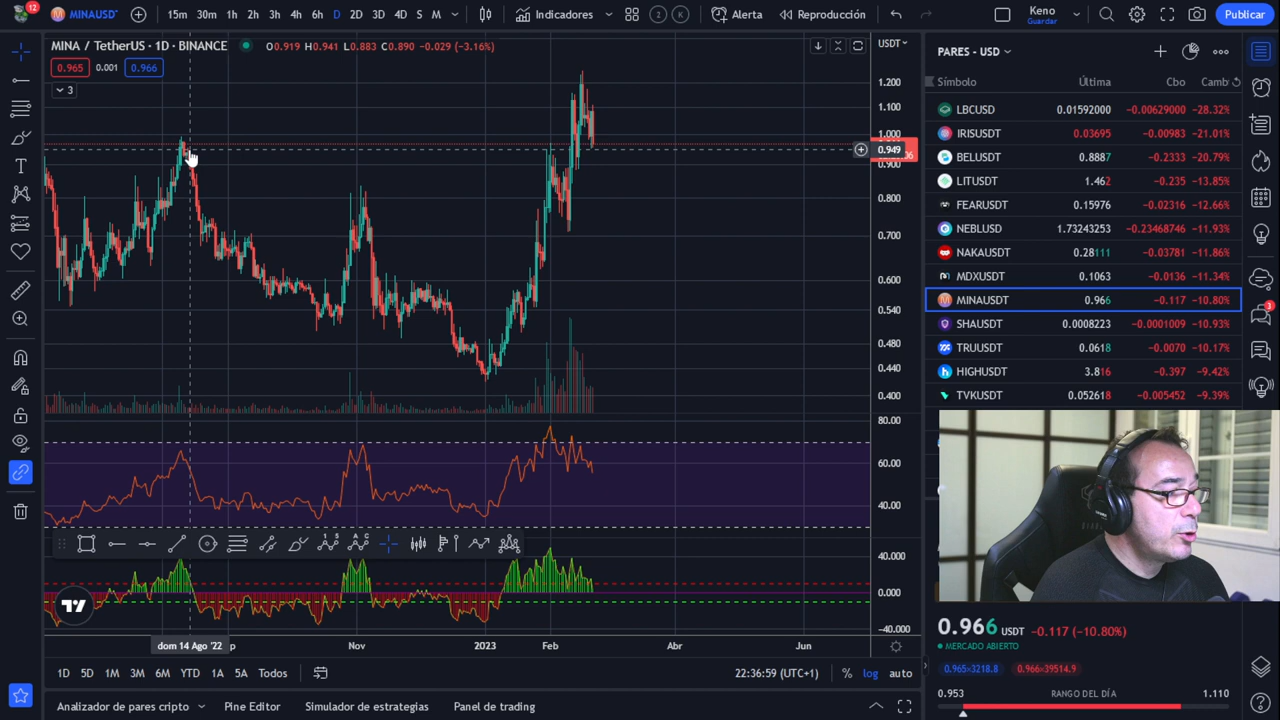 12
MINAUSD˅
15m 30m 1h 2h 3h 4h 6h D 2D 3D 4D S M
Indicadores
2 K
Alerta
Reproducción
Keno
Guardar
Publicar
MINA / TetherUS · 1D · BINANCE
O0.919 H0.941 L0.883 C0.890 -0.029 (-3.16%)
0.965 0.001 0.966
3
USDT
1.200
1.100
1.000
0.949
0.900
0.800
0.700
0.600
0.540
0.480
0.440
0.400
80.00
60.00
40.00
40.000
0.000
-40.000
dom 14 Ago '22
Nov 2023 Feb Abr Jun
1D 5D 1M 3M 6M YTD 1A 5A Todos
22:36:59 (UTC+1) % log auto
Analizador de pares cripto Pine Editor Simulador de estrategias Panel de trading
PARES - USD
Símbolo Última Cbo Camb
LBCUSD 0.01592000 -0.00629000 -28.32%
IRISUSDT 0.03695 -0.00983 -21.01%
BELUSDT 0.8887 -0.2333 -20.79%
LITUSDT 1.462 -0.235 -13.85%
FEARUSDT 0.15976 -0.02316 -12.66%
NEBLUSD 1.73243253 -0.23468746 -11.93%
NAKAUSDT 0.28111 -0.03781 -11.86%
MDXUSDT 0.1063 -0.0136 -11.34%
MINAUSDT 0.966 -0.117 -10.80%
SHAUSDT 0.0008223 -0.0001009 -10.93%
TRUUSDT 0.0618 -0.0070 -10.17%
HIGHUSDT 3.816 -0.397 -9.42%
TVKUSDT 0.052618 -0.005452 -9.39%
3
0.966 USDT -0.117 (-10.80%)
MERCADO ABIERTO
0.965×3218.8 0.966×39514.9
0.953 RANGO DEL DÍA 1.110